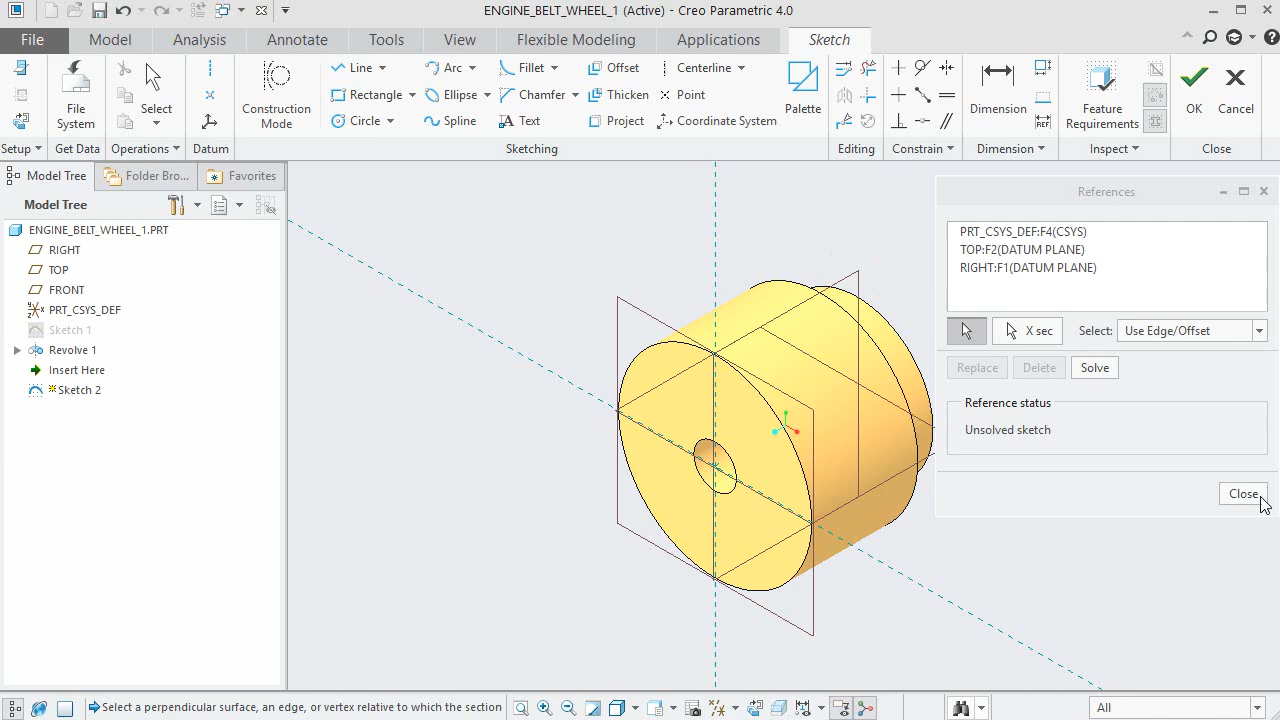 ENGINE_BELT_WHEEL_1 (Active) - Creo Parametric 4.0
File Model Analysis Annotate Tools View Flexible Modeling Applications Sketch
Line Arc Fillet Offset Centerline
Rectangle Ellipse Chamfer Thicken Point
Circle Spline Text Project Coordinate System
File System
Select
Construction Mode
Palette
Dimension
REF
Feature Requirements
OK
Cancel
Setup Get Data Operations Datum Sketching Editing Constrain Dimension Inspect Close
Model Tree Folder Bro... Favorites
Model Tree
ENGINE_BELT_WHEEL_1.PRT
RIGHT
TOP
FRONT
PRT_CSYS_DEF
Sketch 1
Revolve 1
Insert Here
Sketch 2
References
PRT_CSYS_DEF:F4(CSYS)
TOP:F2(DATUM PLANE)
RIGHT:F1(DATUM PLANE)
X sec Select: Use Edge/Offset
Replace Delete Solve
Reference status
Unsolved sketch
Close
Select a perpendicular surface, an edge, or vertex relative to which the section
All